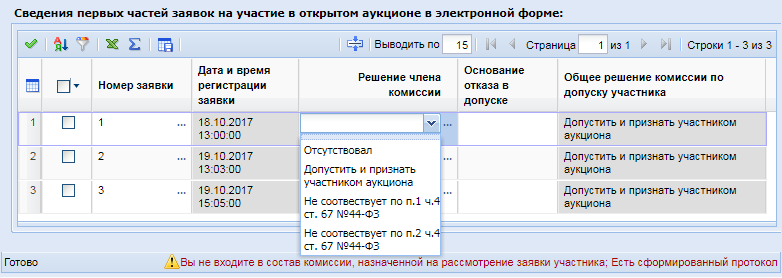 Сведения первых частей заявок на участие в открытом аукционе в электронной форме:
Выводить по 15 Страница 1 из 1 Строки 1 - 3 из 3
Номер заявки
Дата и время
регистрации
заявки
Решение члена
комиссии
Основание
отказа в
допуске
Общее решение комиссии по
допуску участника
1 1 ... 18.10.2017
13:00:00
... Допустить и признать участником
аукциона
2 2 ... 19.10.2017
13:03:00
Допустить и признать участником
аукциона
3 3 ... 19.10.2017
15:05:00
Допустить и признать участником
аукциона
Отсутствовал
Допустить и признать
участником аукциона
Не соотвествует по п.1 ч.4
ст. 67 №44-ФЗ
Не соотвествует по п.2 ч.4
ст. 67 №44-ФЗ
Готово
Вы не входите в состав комиссии, назначенной на рассмотрение заявки участника; Есть сформированный протокол